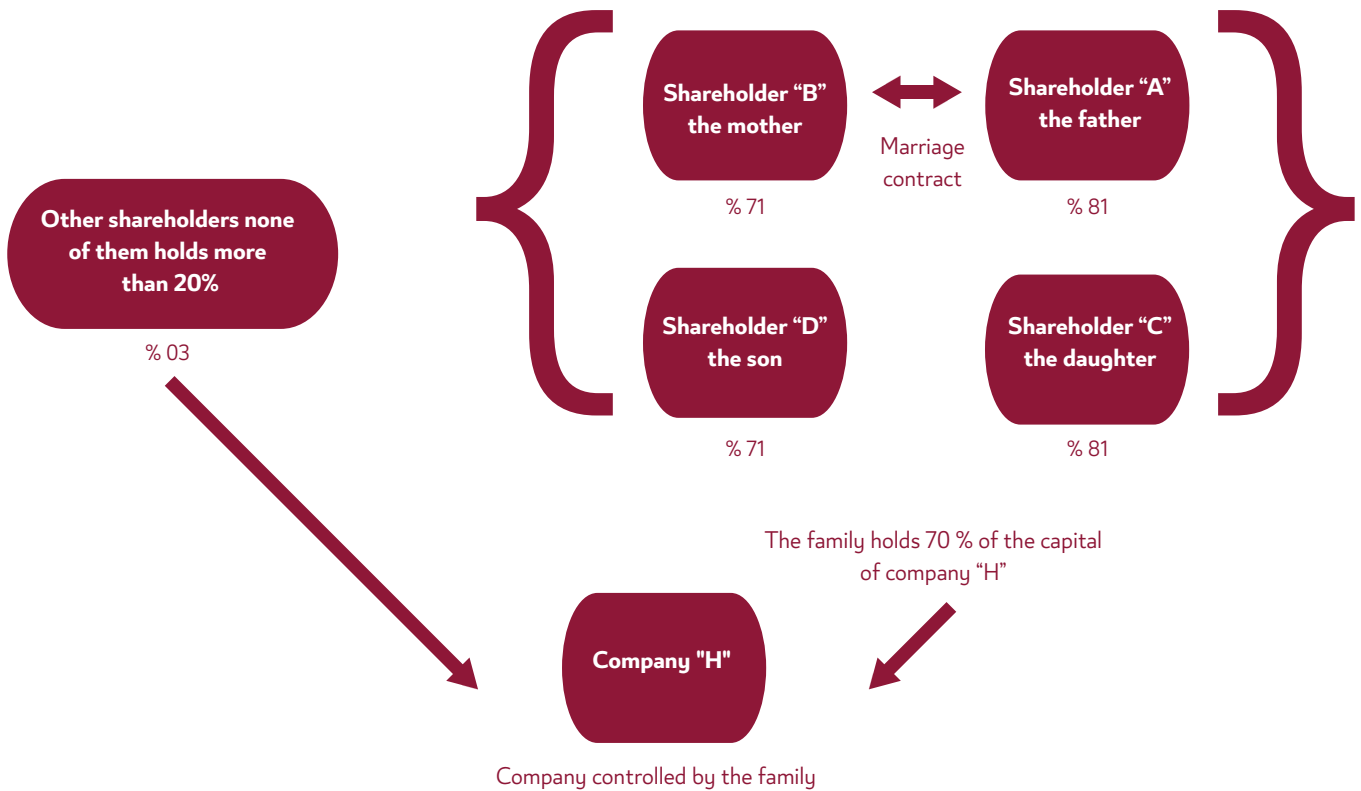 Shareholder “B”
the mother
Marriage
contract
Shareholder “A”
the father
% 71
% 81
Other shareholders none
of them holds more
than 20%
% 03
Shareholder “D”
the son
Shareholder “C”
the daughter
% 71
% 81
The family holds 70 % of the capital
of company “H”
Company "H"
Company controlled by the family